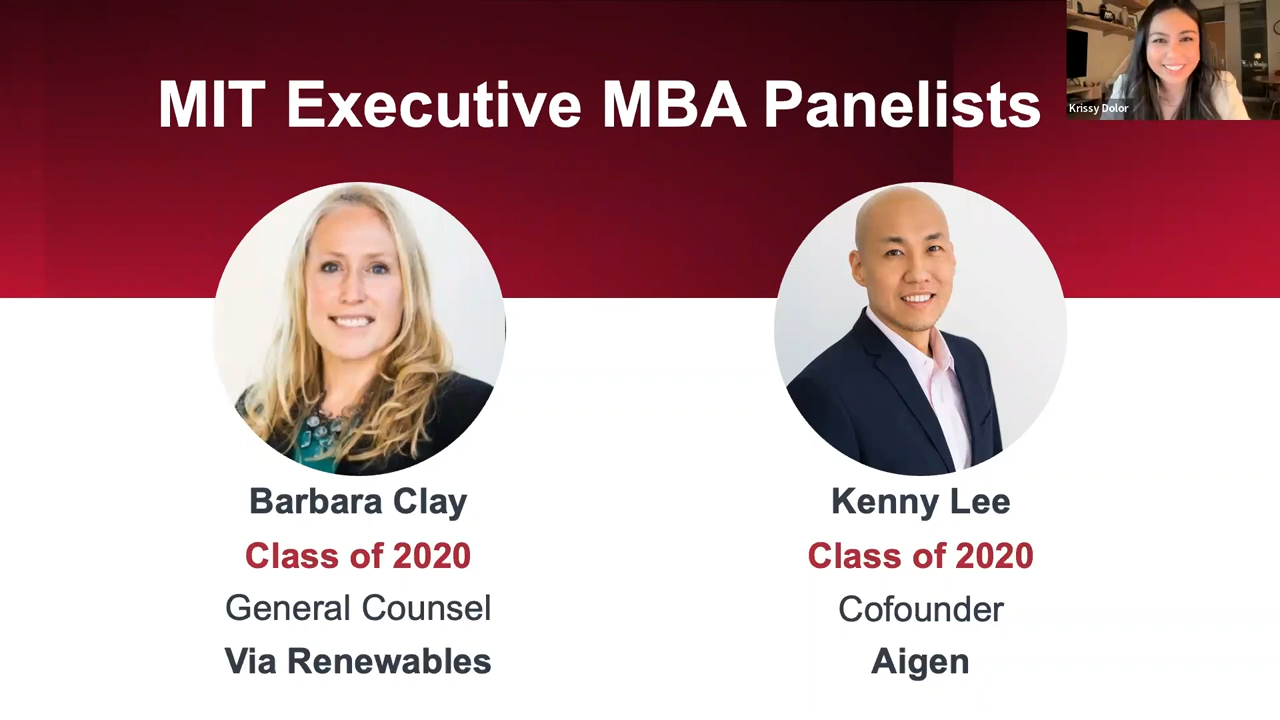 MIT Executive MBA Panelists
Krissy Dolor
Barbara Clay
Class of 2020
General Counsel
Via Renewables
Kenny Lee
Class of 2020
Cofounder
Aigen